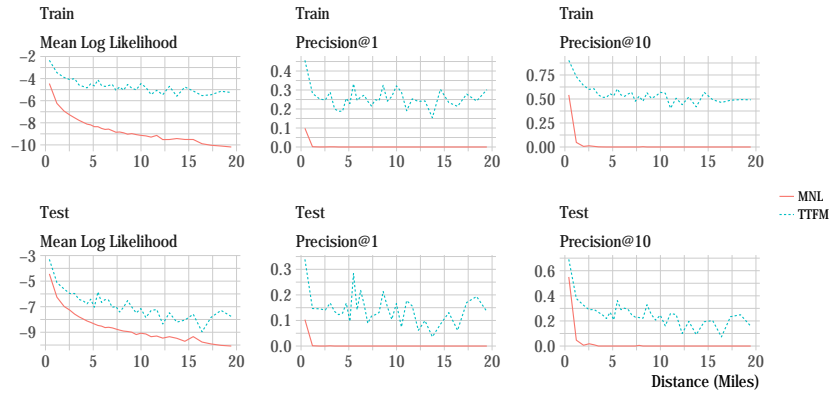 Train
Mean Log Likelihood
−2
−4
−6
−8
−10
0 5 10 15 20
Train
Precision@1
0.4
0.3
0.2
0.1
0.0
0 5 10 15 20
Train
Precision@10
0.75
0.50
0.25
0.00
0 5 10 15 20
Test
Mean Log Likelihood
−3
−5
−7
−9
0 5 10 15 20
Test
Precision@1
0.3
0.2
0.1
0.0
0 5 10 15 20
Test
Precision@10
0.6
0.4
0.2
0.0
0 5 10 15 20
Distance (Miles)
MNL
TTFM